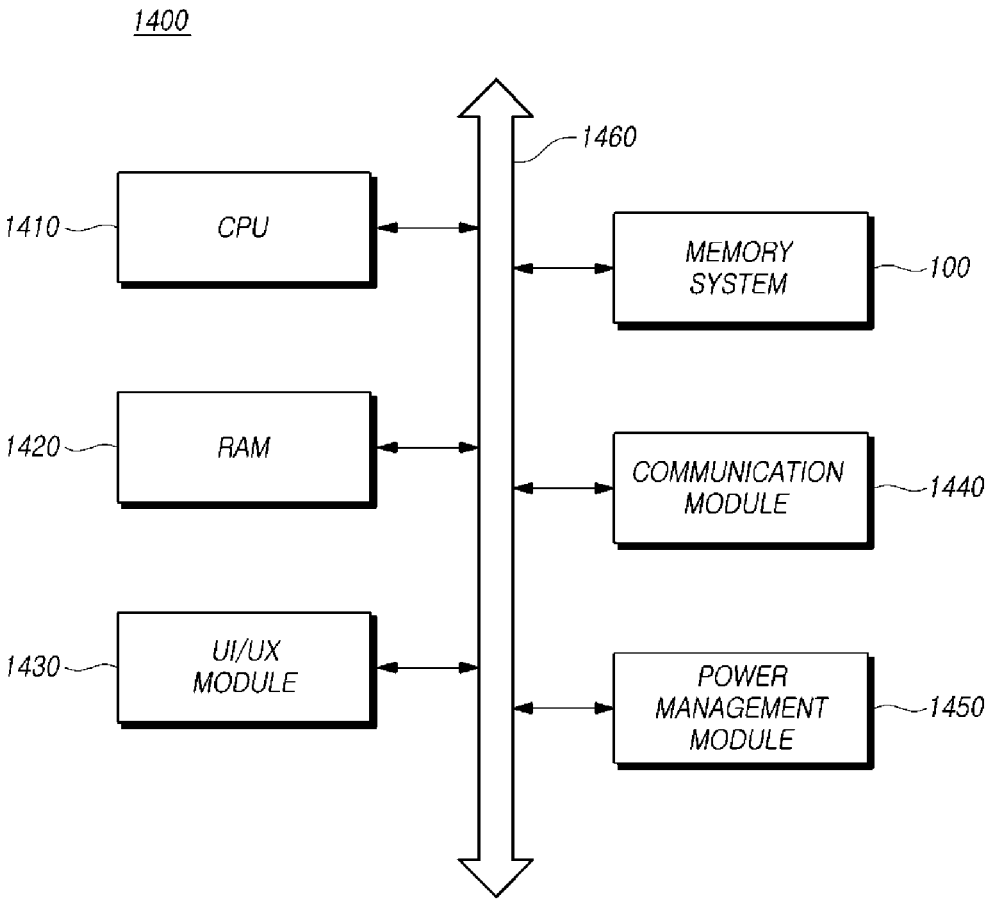 1400
1460
1410
CPU
MEMORY
SYSTEM
100
1420
RAM
COMMUNICATION
MODULE
1440
1430
UI/UX
MODULE
POWER
MANAGEMENT
MODULE
1450